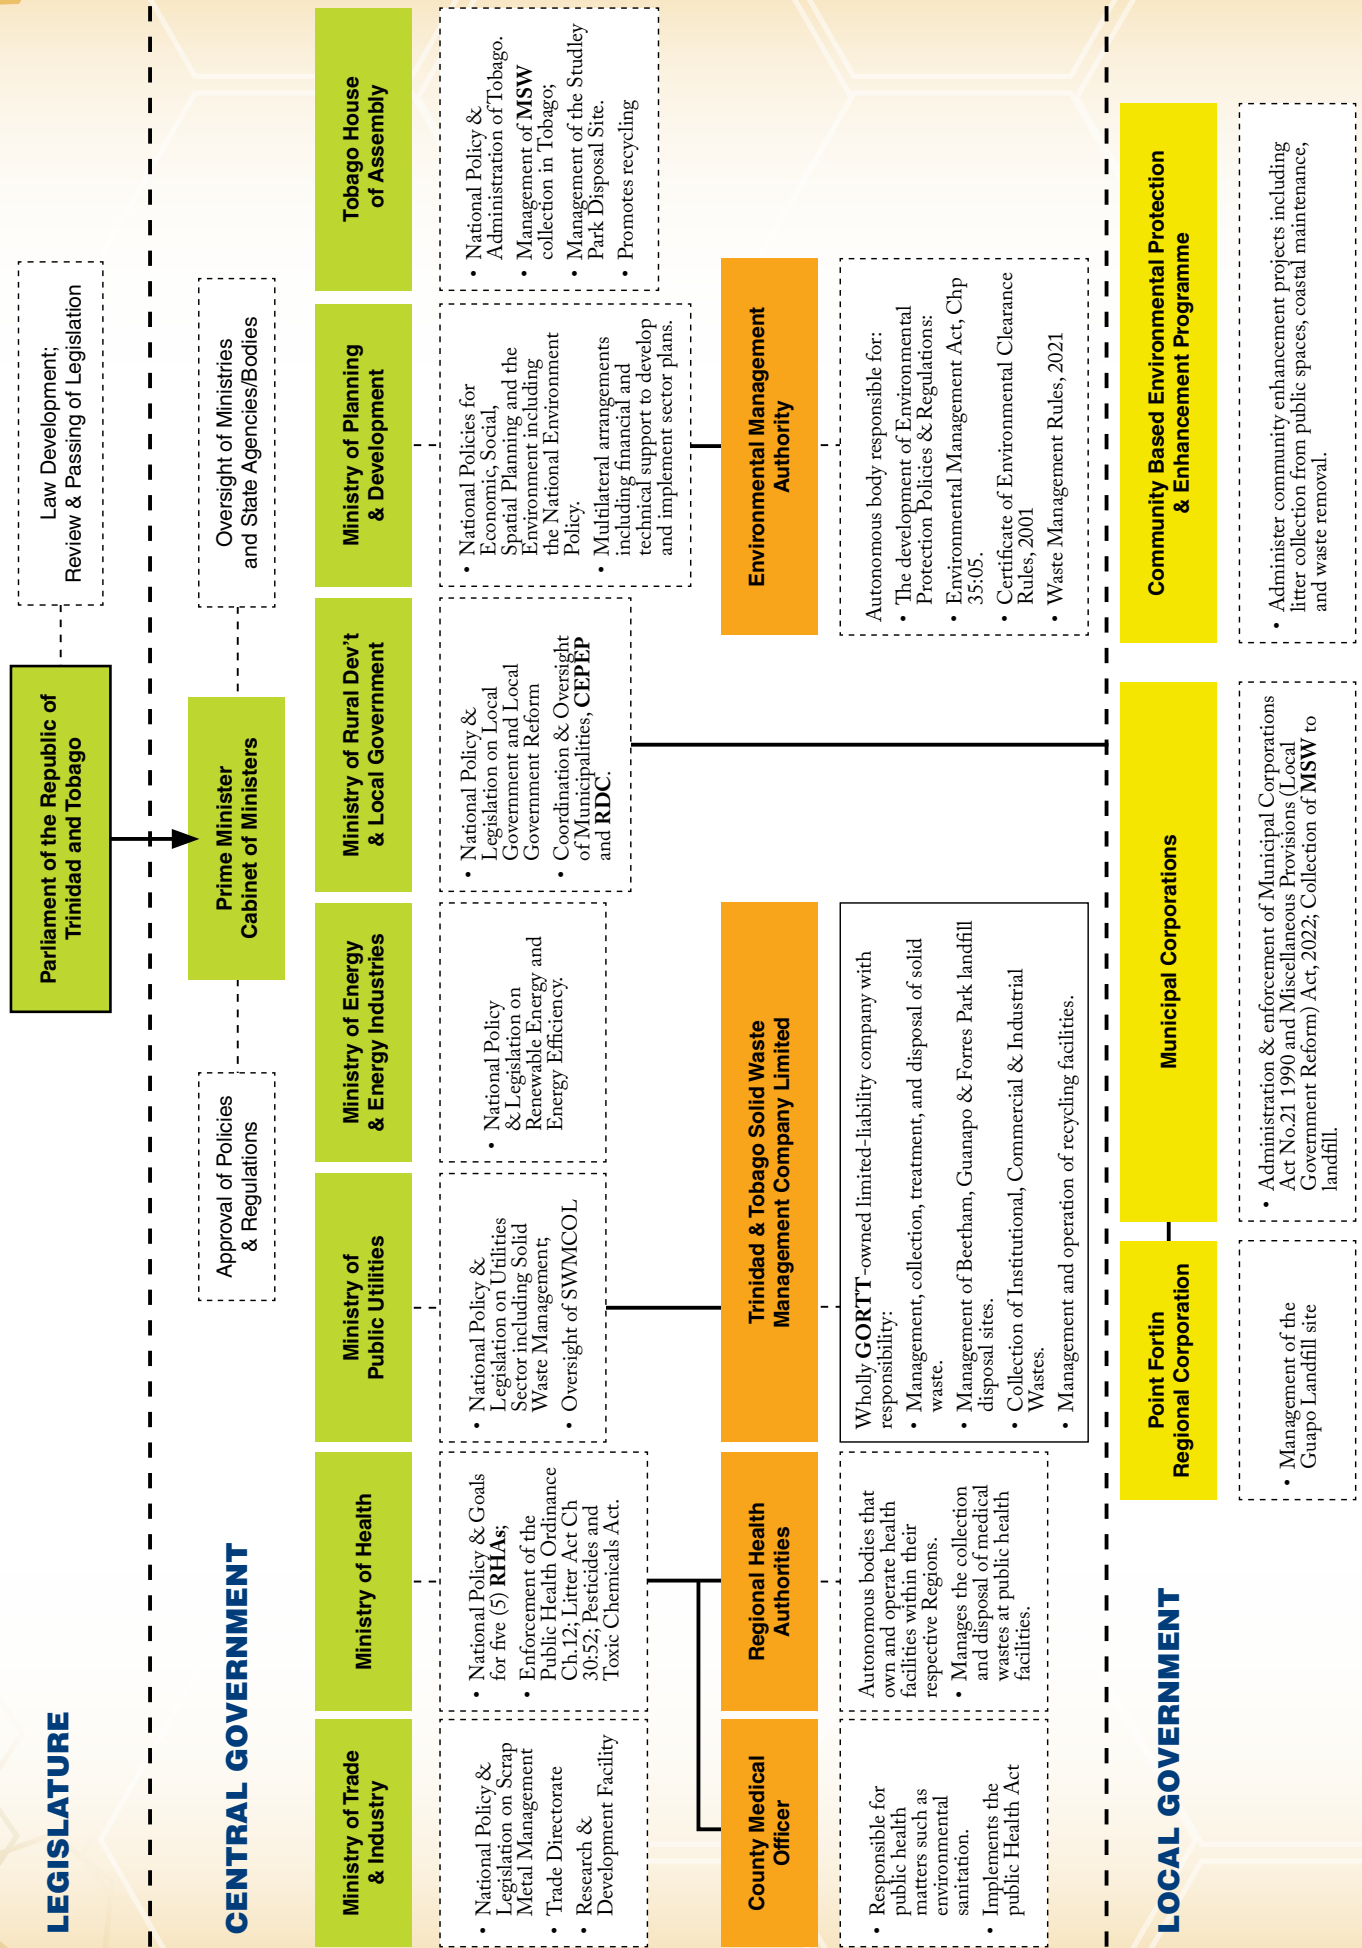 LEGISLATURE
Parliament of the Republic of
Trinidad and Tobago
Law Development;
Review & Passing of Legislation
CENTRAL GOVERNMENT
Approval of Policies
& Regulations
Prime Minister
Cabinet of Ministers
Oversight of Ministries
and State Agencies/Bodies
Ministry of Trade
& Industry
• National Policy &
Legislation on Scrap
Metal Management
• Trade Directorate
• Research &
Development Facility
Ministry of Health
• National Policy & Goals
for five (5) RHAs;
• Enforcement of the
Public Health Ordinance
Ch.12; Litter Act Ch
30:52; Pesticides and
Toxic Chemicals Act.
Ministry of
Public Utilities
• National Policy &
Legislation on Utilities
Sector including Solid
Waste Management;
• Oversight of SWMCOL
Ministry of Energy
& Energy Industries
• National Policy
& Legislation on
Renewable Energy and
Energy Efficiency.
Ministry of Rural Dev't
& Local Government
• National Policy &
Legislation on Local
Government and Local
Government Reform
• Coordination & Oversight
of Municipalities, CEPEP
and RDC.
Ministry of Planning
& Development
• National Policies for
Economic, Social,
Spatial Planning and the
Environment including
the National Environment
Policy.
• Multilateral arrangements
including financial and
technical support to develop
and implement sector plans.
Tobago House
of Assembly
• National Policy &
Administration of Tobago.
• Management of MSW
collection in Tobago;
• Management of the Studley
Park Disposal Site.
• Promotes recycling
County Medical
Officer
• Responsible for
public health
matters such as
environmental
sanitation.
• Implements the
public Health Act
Regional Health
Authorities
Autonomous bodies that
own and operate health
facilities within their
respective Regions.
• Manages the collection
and disposal of medical
wastes at public health
facilities.
Trinidad & Tobago Solid Waste
Management Company Limited
Wholly GORTT-owned limited-liability company with
responsibility:
• Management, collection, treatment, and disposal of solid
waste.
• Management of Beetham, Guanapo & Forres Park landfill
disposal sites.
• Collection of Institutional, Commercial & Industrial
Wastes.
• Management and operation of recycling facilities.
Environmental Management
Authority
Autonomous body responsible for:
• The development of Environmental
Protection Policies & Regulations:
• Environmental Management Act, Chp
35:05.
• Certificate of Environmental Clearance
Rules, 2001
• Waste Management Rules, 2021
LOCAL GOVERNMENT
Point Fortin
Regional Corporation
• Management of the
Guapo Landfill site
Municipal Corporations
• Administration & enforcement of Municipal Corporations
Act No.21 1990 and Miscellaneous Provisions (Local
Government Reform) Act, 2022; Collection of MSW to
landfill.
Community Based Environmental Protection
& Enhancement Programme
• Administer community enhancement projects including
litter collection from public spaces, coastal maintenance,
and waste removal.